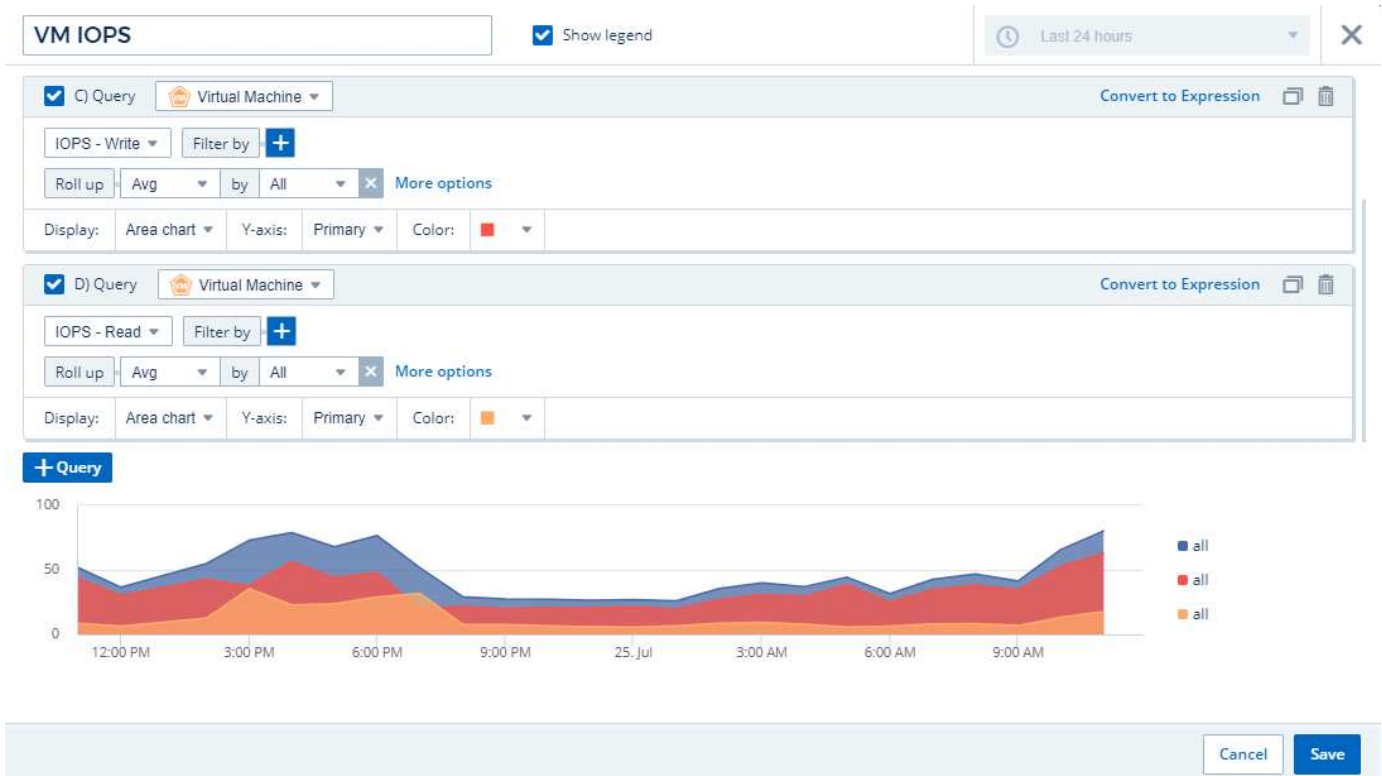 VM IOPS Show legend Last 24 hours
C) Query Virtual Machine Convert to Expression
IOPS - Write Filter by
Roll up Avg by All More options
Display: Area chart Y-axis: Primary Color:
D) Query Virtual Machine Convert to Expression
IOPS - Read Filter by
Roll up Avg by All More options
Display: Area chart Y-axis: Primary Color:
+ Query
100
50
0
all
all
all
12:00 PM 3:00 PM 6:00 PM 9:00 PM 25. Jul 3:00 AM 6:00 AM 9:00 AM
Cancel Save